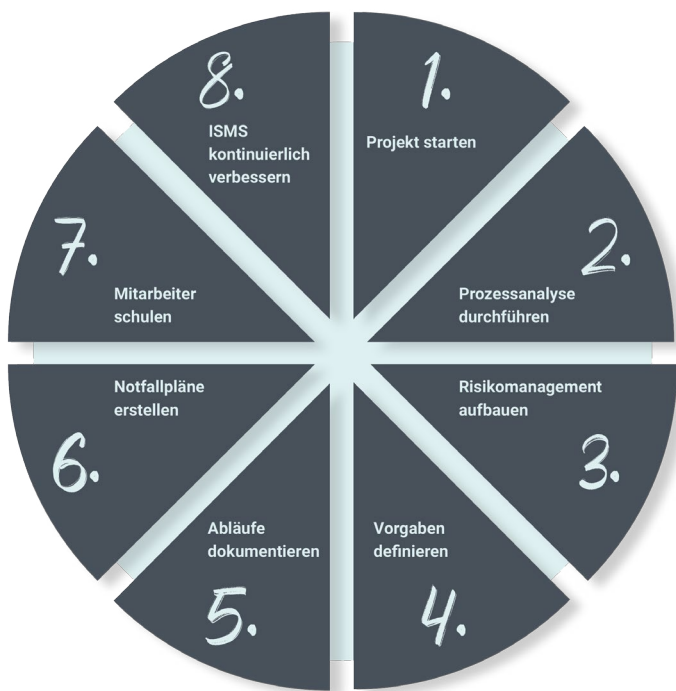 1.
Projekt starten
2.
Prozessanalyse
durchführen
Risikomanagement
aufbauen
3.
Vorgaben
definieren
4.
Abläufe
dokumentieren
5.
Notfallpläne
erstellen
6.
7.
Mitarbeiter
schulen
8.
ISMS
kontinuierlich
verbessern